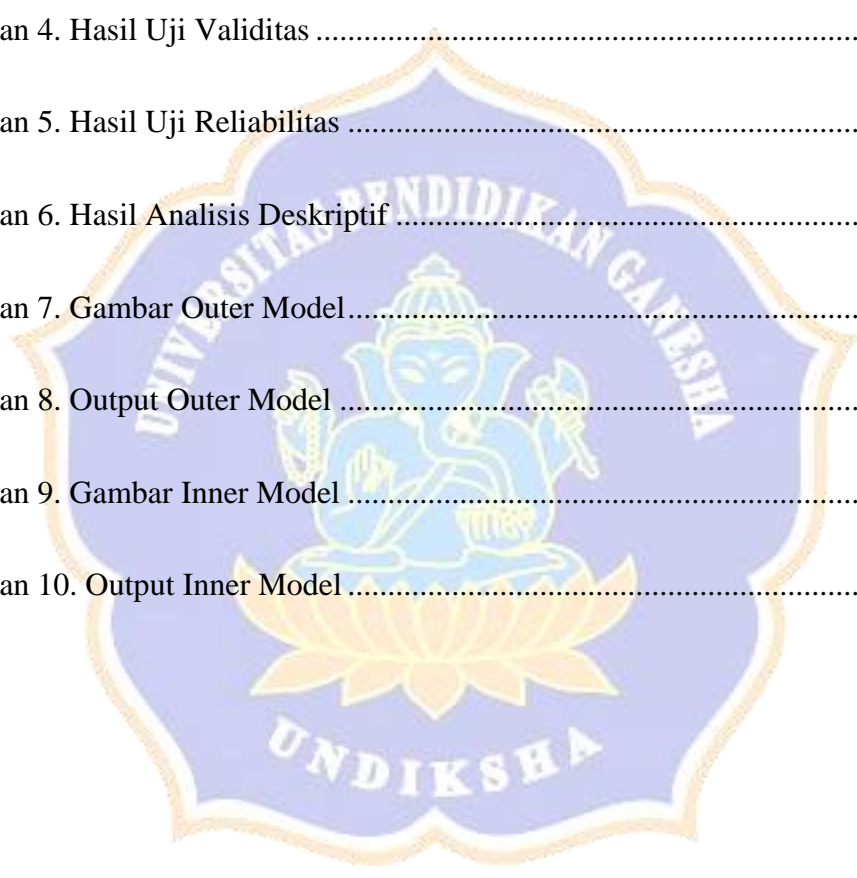 an 4. Hasil Uji Validitas ........................................................................
an 5. Hasil Uji Reliabilitas ....................................................................
an 6. Hasil Analisis Deskriptif ..............................................................
an 7. Gambar Outer Model....................................................................
an 8. Output Outer Model .....................................................................
an 9. Gambar Inner Model ....................................................................
an 10. Output Inner Model....................................................................
UNIVERSITAS PENDIDIKAN GANESHA
UNDIKSHA